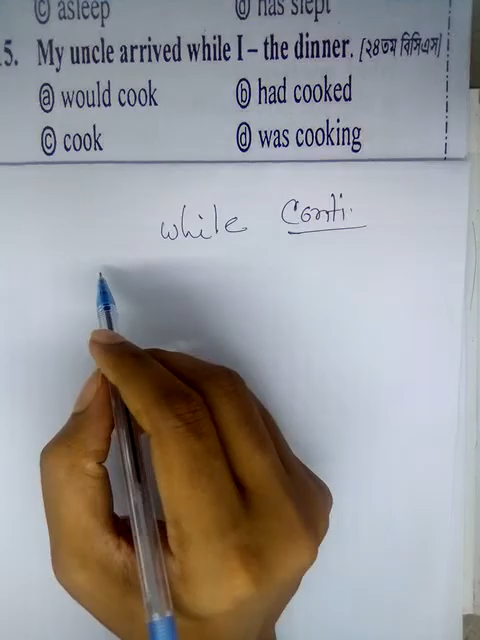 ⓒ asleep ⓓ has slept
5. My uncle arrived while I – the dinner. [২৪তম বিসিএস]
ⓐ would cook ⓑ had cooked
ⓒ cook ⓓ was cooking
while Conti.